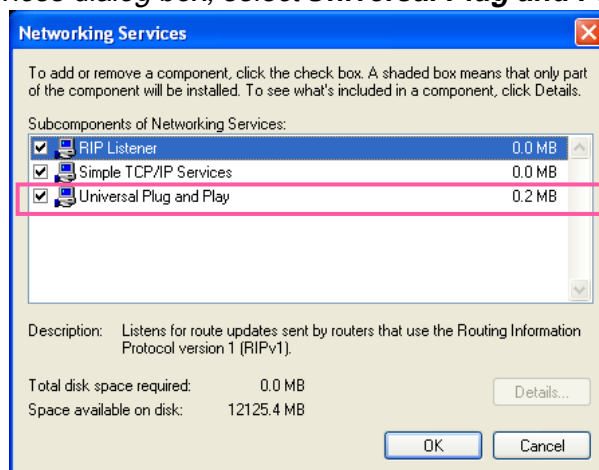 dialog box, select Universal Plug and
Networking Services
To add or remove a component, click the check box. A shaded box means that only part
of the component will be installed. To see what's included in a component, click Details.
Subcomponents of Networking Services:
RIP Listener 0.0 MB
Simple TCP/IP Services 0.0 MB
Universal Plug and Play 0.2 MB
Description: Listens for route updates sent by routers that use the Routing Information
Protocol version 1 (RIPv1).
Total disk space required: 0.0 MB
Details...
Space available on disk: 12125.4 MB
OK Cancel